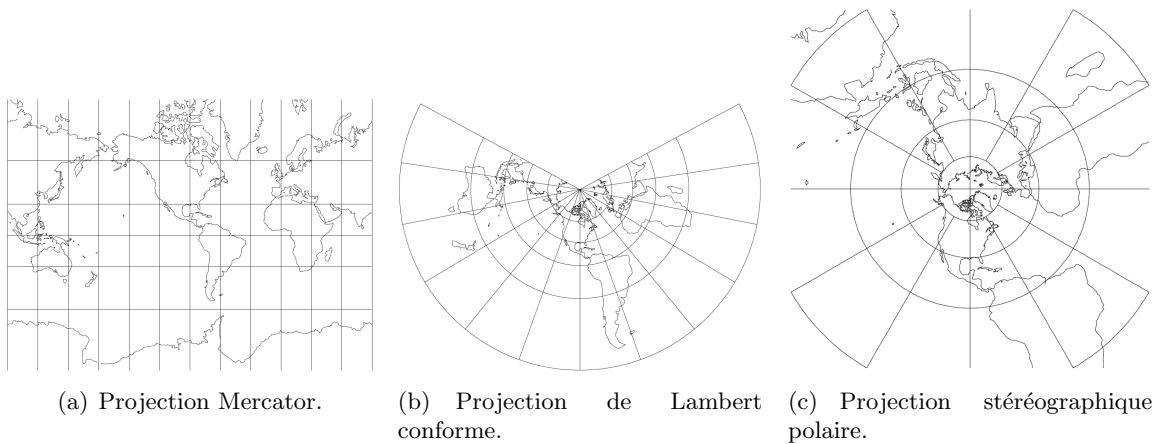 (a) Projection Mercator.
(b) Projection de Lambert
conforme.
(c) Projection stéréographique
polaire.